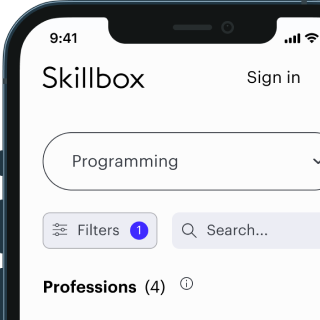 9:41
Skillbox
Sign in
Programming
Filters 1
Search...
Professions (4)